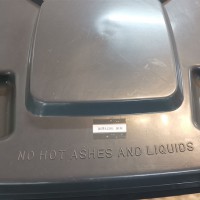 NO HOT ASHES AND LIQUIDS